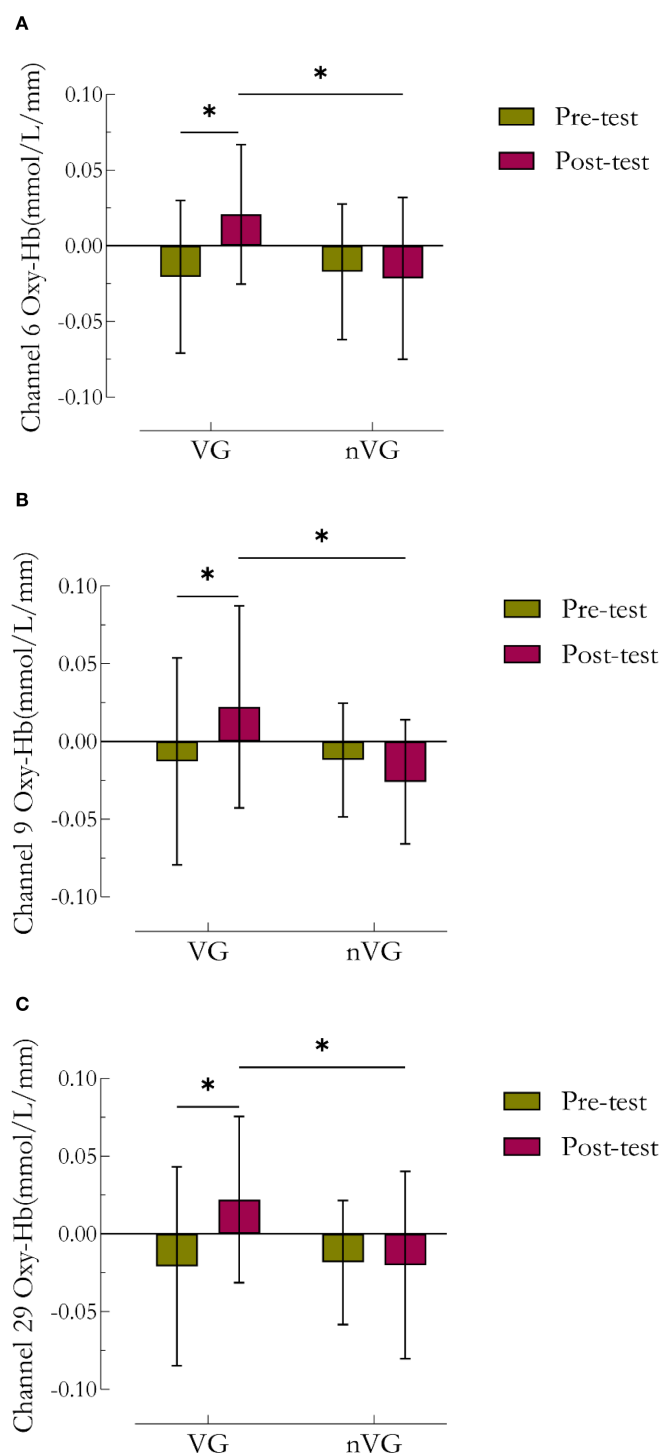 A
*
*
0.10
0.05
0.00
-0.05
-0.10
Channel 6 Oxy-Hb(mmol/L/mm)
VG
nVG
Pre-test
Post-test
B
*
*
0.10
0.05
0.00
-0.05
-0.10
Channel 9 Oxy-Hb(mmol/L/mm)
VG
nVG
Pre-test
Post-test
C
*
*
0.10
0.05
0.00
-0.05
-0.10
Channel 29 Oxy-Hb(mmol/L/mm)
VG
nVG
Pre-test
Post-test